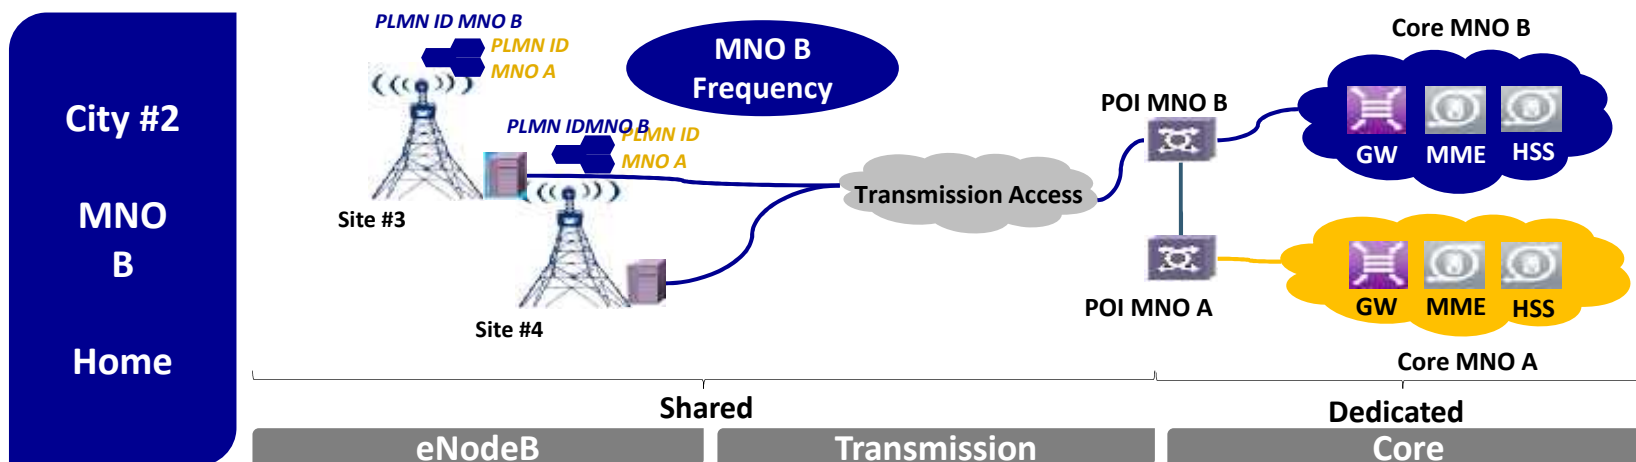 City #2
MNO
B
Home
PLMN ID MNO B
PLMN ID
MNO A
MNO B
Frequency
PLMN IDMNO B
PLMN ID
MNO A
Site #3
Site #4
Transmission Access
POI MNO B
POI MNO A
Core MNO B
GW MME HSS
GW MME HSS
Core MNO A
Shared
Dedicated
eNodeB
Transmission
Core